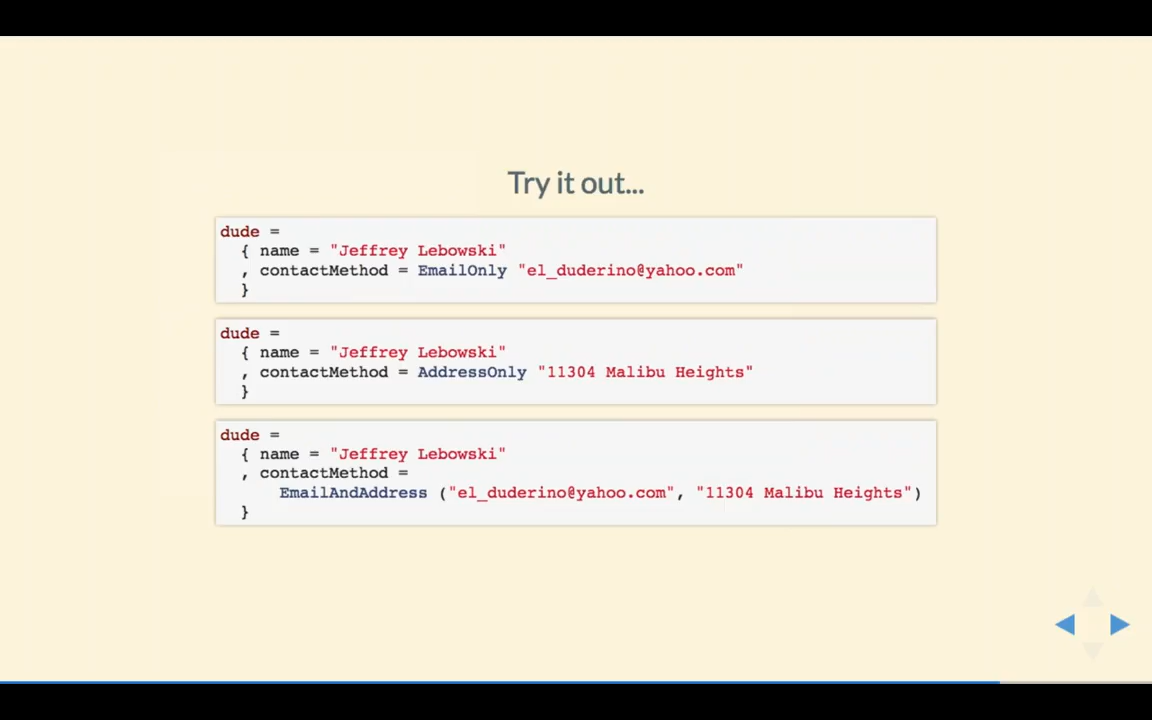 Try it out...
dude =
  { name = "Jeffrey Lebowski"
  , contactMethod = EmailOnly "el_duderino@yahoo.com"
  }
dude =
  { name = "Jeffrey Lebowski"
  , contactMethod = AddressOnly "11304 Malibu Heights"
  }
dude =
  { name = "Jeffrey Lebowski"
  , contactMethod =
      EmailAndAddress ("el_duderino@yahoo.com", "11304 Malibu Heights")
  }